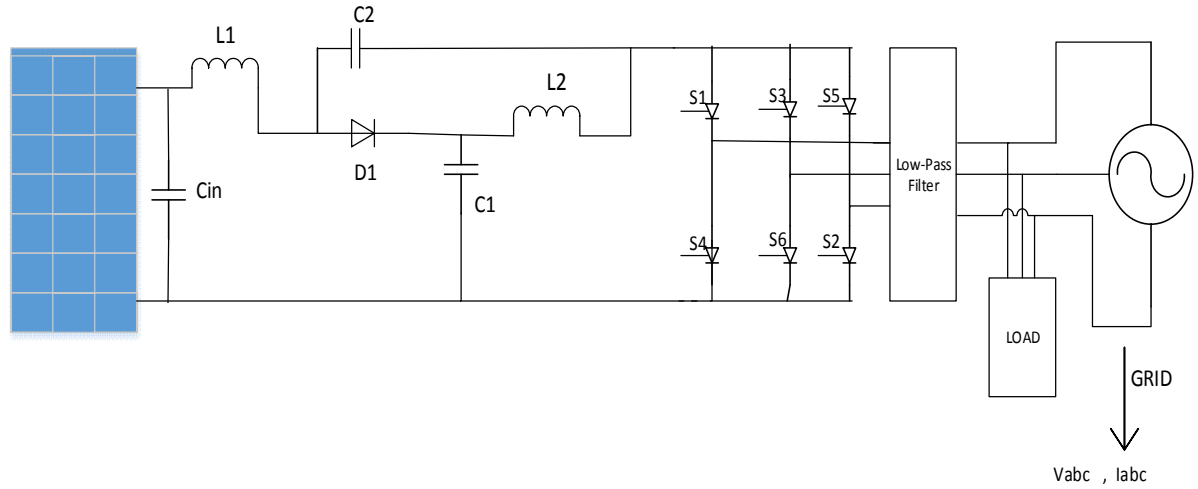 C2
L1
L2
D1
Cin
C1
S1
S3
S5
S4
S6
S2
Low-Pass
Filter
LOAD
GRID
Vabc , Iabc